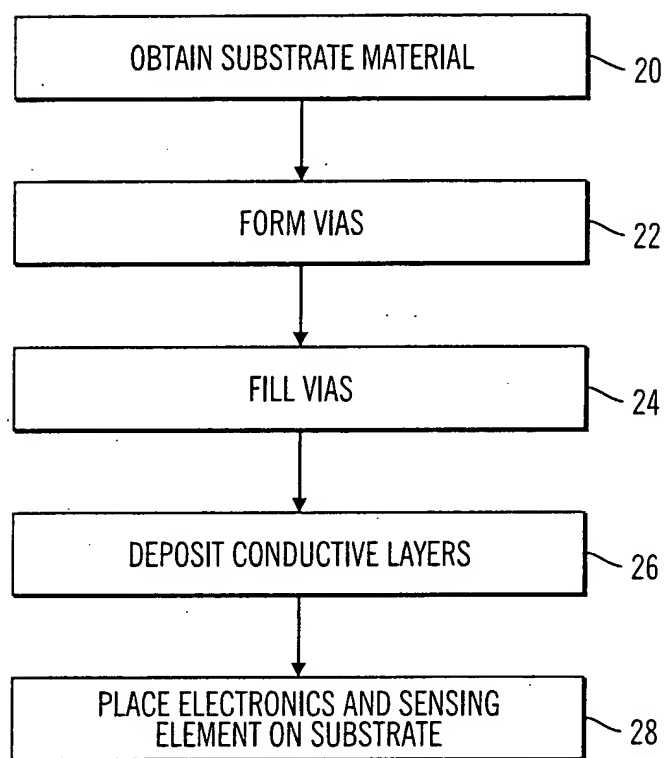 OBTAIN SUBSTRATE MATERIAL
20
FORM VIAS
22
FILL VIAS
24
DEPOSIT CONDUCTIVE LAYERS
26
PLACE ELECTRONICS AND SENSING
ELEMENT ON SUBSTRATE
28